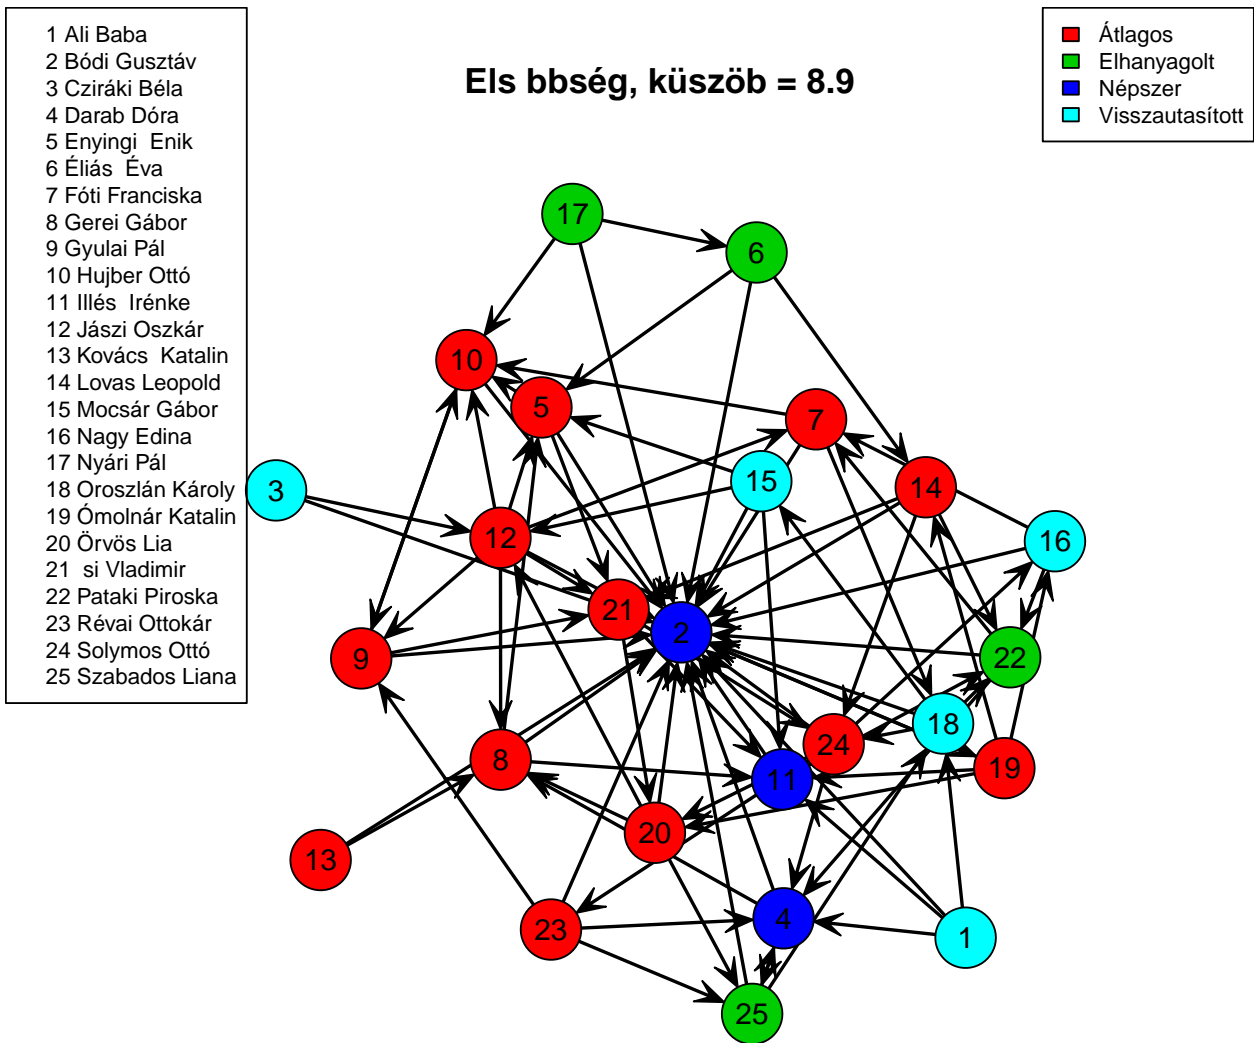 1 Ali Baba
2 Bódi Gusztáv
3 Cziráki Béla
4 Darab Dóra
5 Enyingi  Enik
6 Éliás  Éva
7 Fóti Franciska
8 Gerei Gábor
9 Gyulai Pál
10 Hujber Ottó
11 Illés  Irénke
12 Jászi Oszkár
13 Kovács  Katalin
14 Lovas Leopold
15 Mocsár Gábor
16 Nagy Edina
17 Nyári Pál
18 Oroszlán Károly
19 Ómolnár Katalin
20 Örvös Lia
21  si Vladimir
22 Pataki Piroska
23 Révai Ottokár
24 Solymos Ottó
25 Szabados Liana
Els bbség, küszöb = 8.9
Átlagos
Elhanyagolt
Népszer
Visszautasított
17
6
10
5
7
3
15
14
12
16
21
2
9
22
18
24
8
11
19
20
13
4
23
1
25